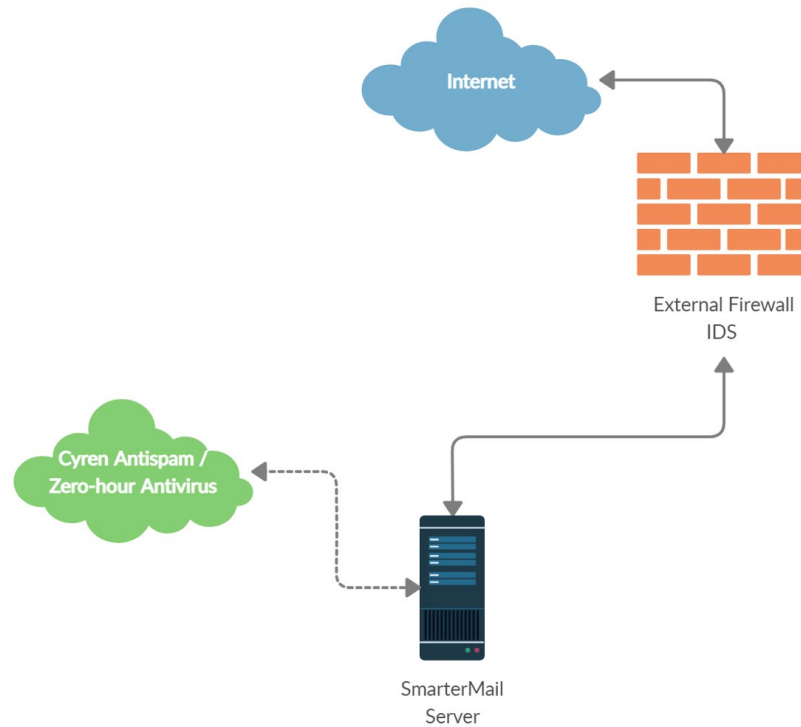 Internet
External Firewall
IDS
Cyren Antispam /
Zero-hour Antivirus
SmarterMail
Server